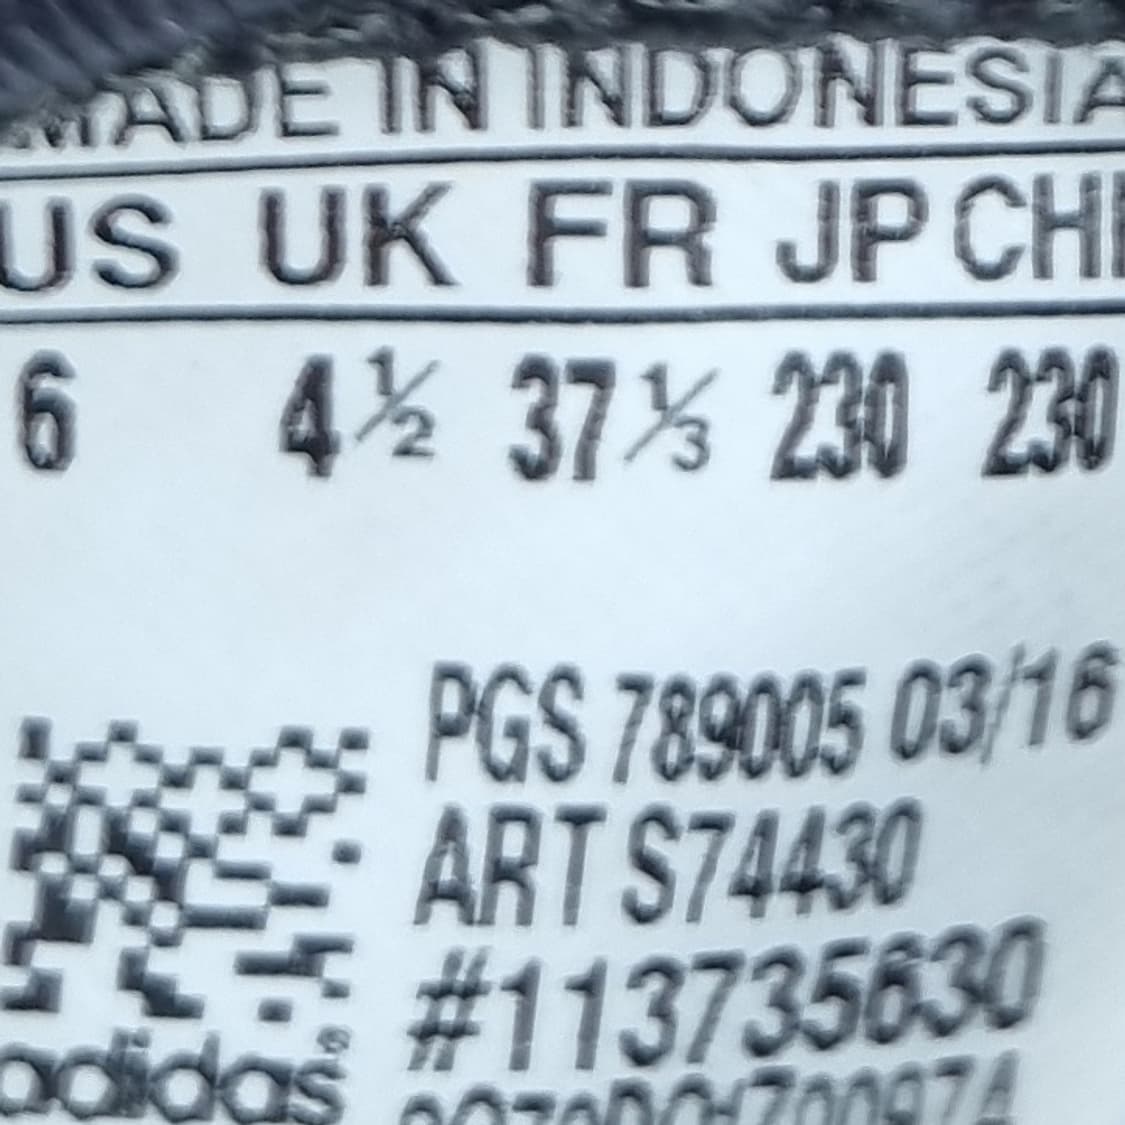 MADE IN INDONESIA
US UK FR JP CHN
6 4½ 37⅓ 230 230
PGS 789005 03/16
ART S74430
#113735630
adidas